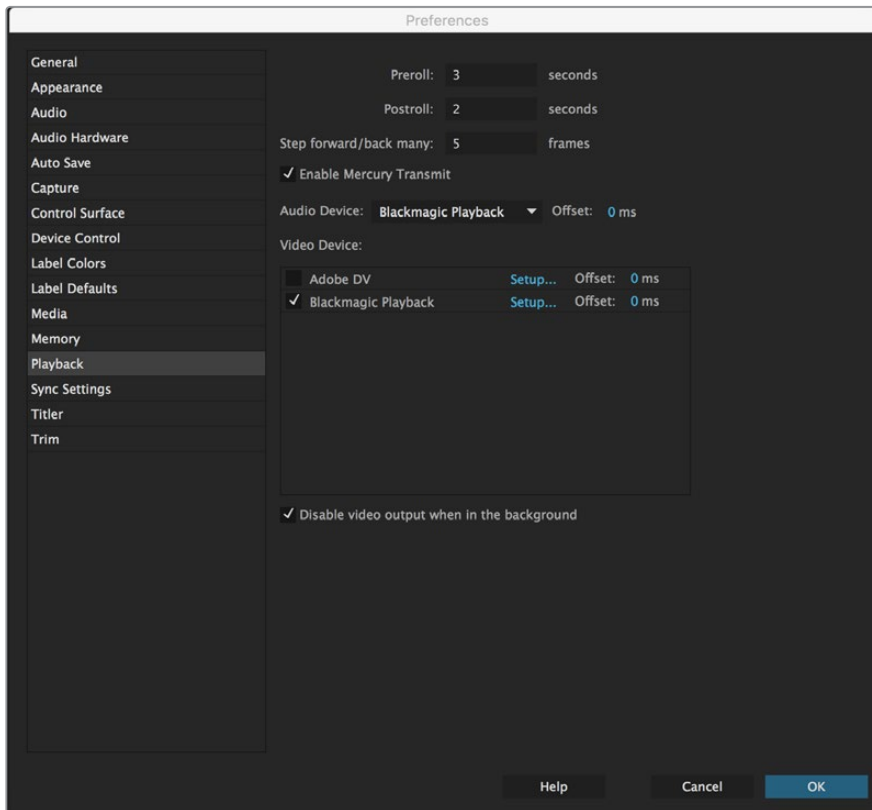 Preferences
General
Appearance
Audio
Audio Hardware
Auto Save
Capture
Control Surface
Device Control
Label Colors
Label Defaults
Media
Memory
Playback
Sync Settings
Titler
Trim
Preroll: 3 seconds
Postroll: 2 seconds
Step forward/back many: 5 frames
Enable Mercury Transmit
Audio Device: Blackmagic Playback Offset: 0 ms
Video Device:
Adobe DV Setup... Offset: 0 ms
Blackmagic Playback Setup... Offset: 0 ms
Disable video output when in the background
Help Cancel OK